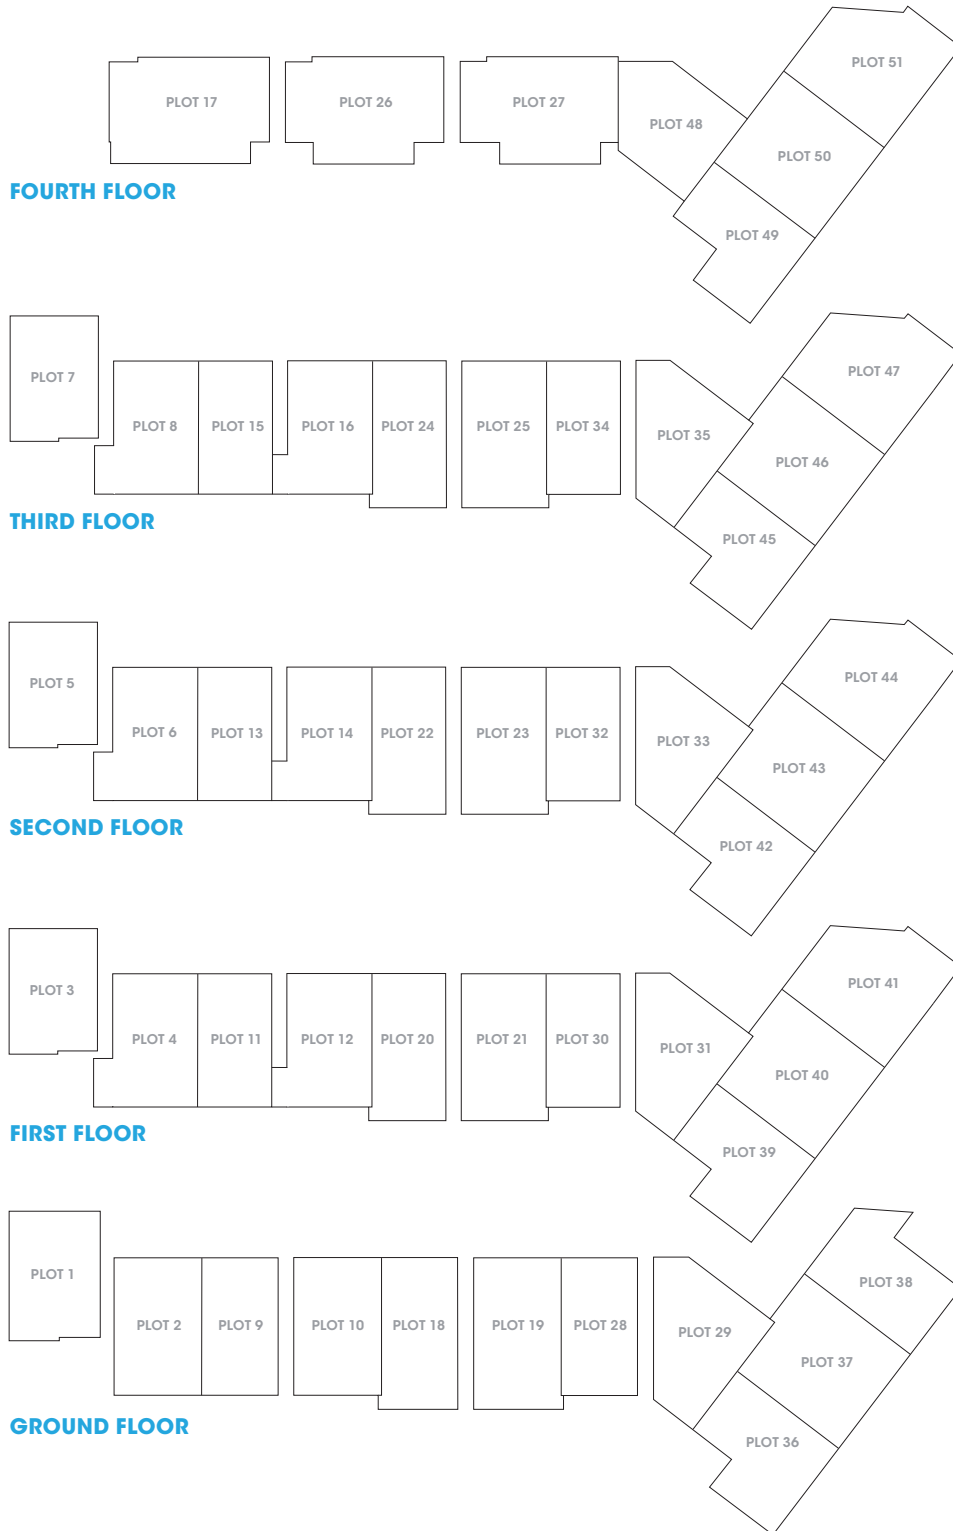 PLOT 51
PLOT 17
PLOT 26
PLOT 27
PLOT 48
PLOT 50
FOURTH FLOOR
PLOT 49
PLOT 7
PLOT 47
PLOT 8
PLOT 15
PLOT 16
PLOT 24
PLOT 25
PLOT 34
PLOT 35
PLOT 46
THIRD FLOOR
PLOT 45
PLOT 5
PLOT 44
PLOT 6
PLOT 13
PLOT 14
PLOT 22
PLOT 23
PLOT 32
PLOT 33
PLOT 43
SECOND FLOOR
PLOT 42
PLOT 3
PLOT 41
PLOT 4
PLOT 11
PLOT 12
PLOT 20
PLOT 21
PLOT 30
PLOT 31
PLOT 40
FIRST FLOOR
PLOT 39
PLOT 1
PLOT 38
PLOT 2
PLOT 9
PLOT 10
PLOT 18
PLOT 19
PLOT 28
PLOT 29
PLOT 37
GROUND FLOOR
PLOT 36